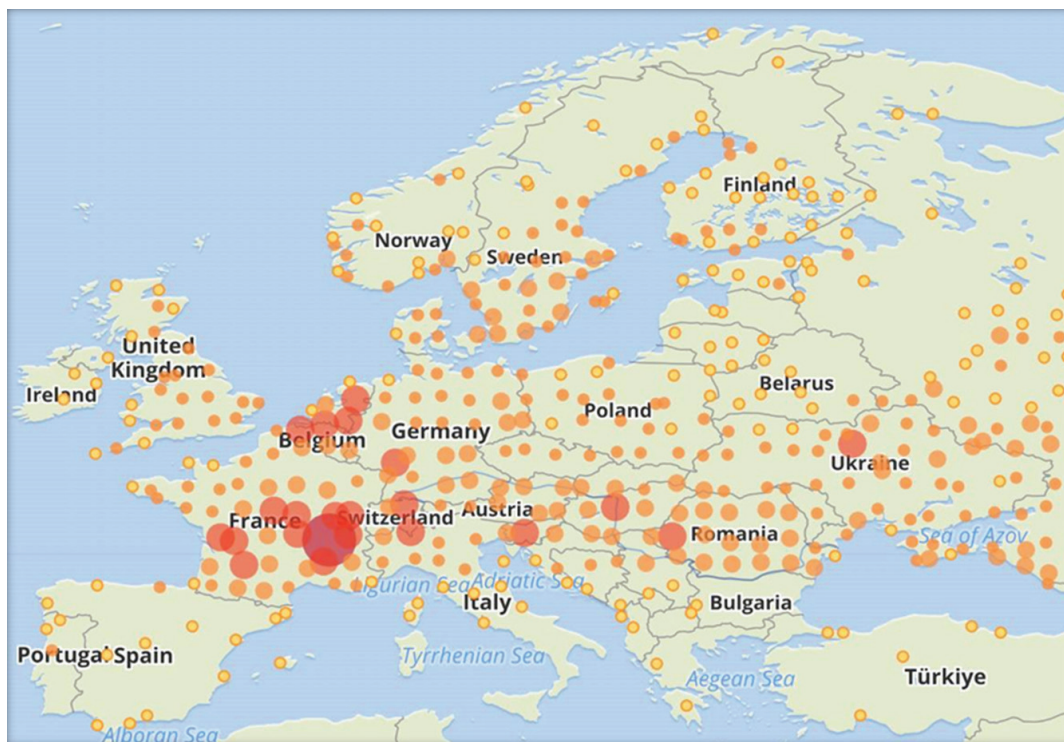 Finland
Norway
Sweden
United
Kingdom
Ireland
Belarus
Poland
Belgium
Germany
Ukraine
Austria
France
Switzerland
Romania
Sea of Azov
Ligurian Sea
Adriatic Sea
Italy
Bulgaria
Portugal
Spain
Tyrrhenian Sea
Aegean Sea
Türkiye
Alboran Sea